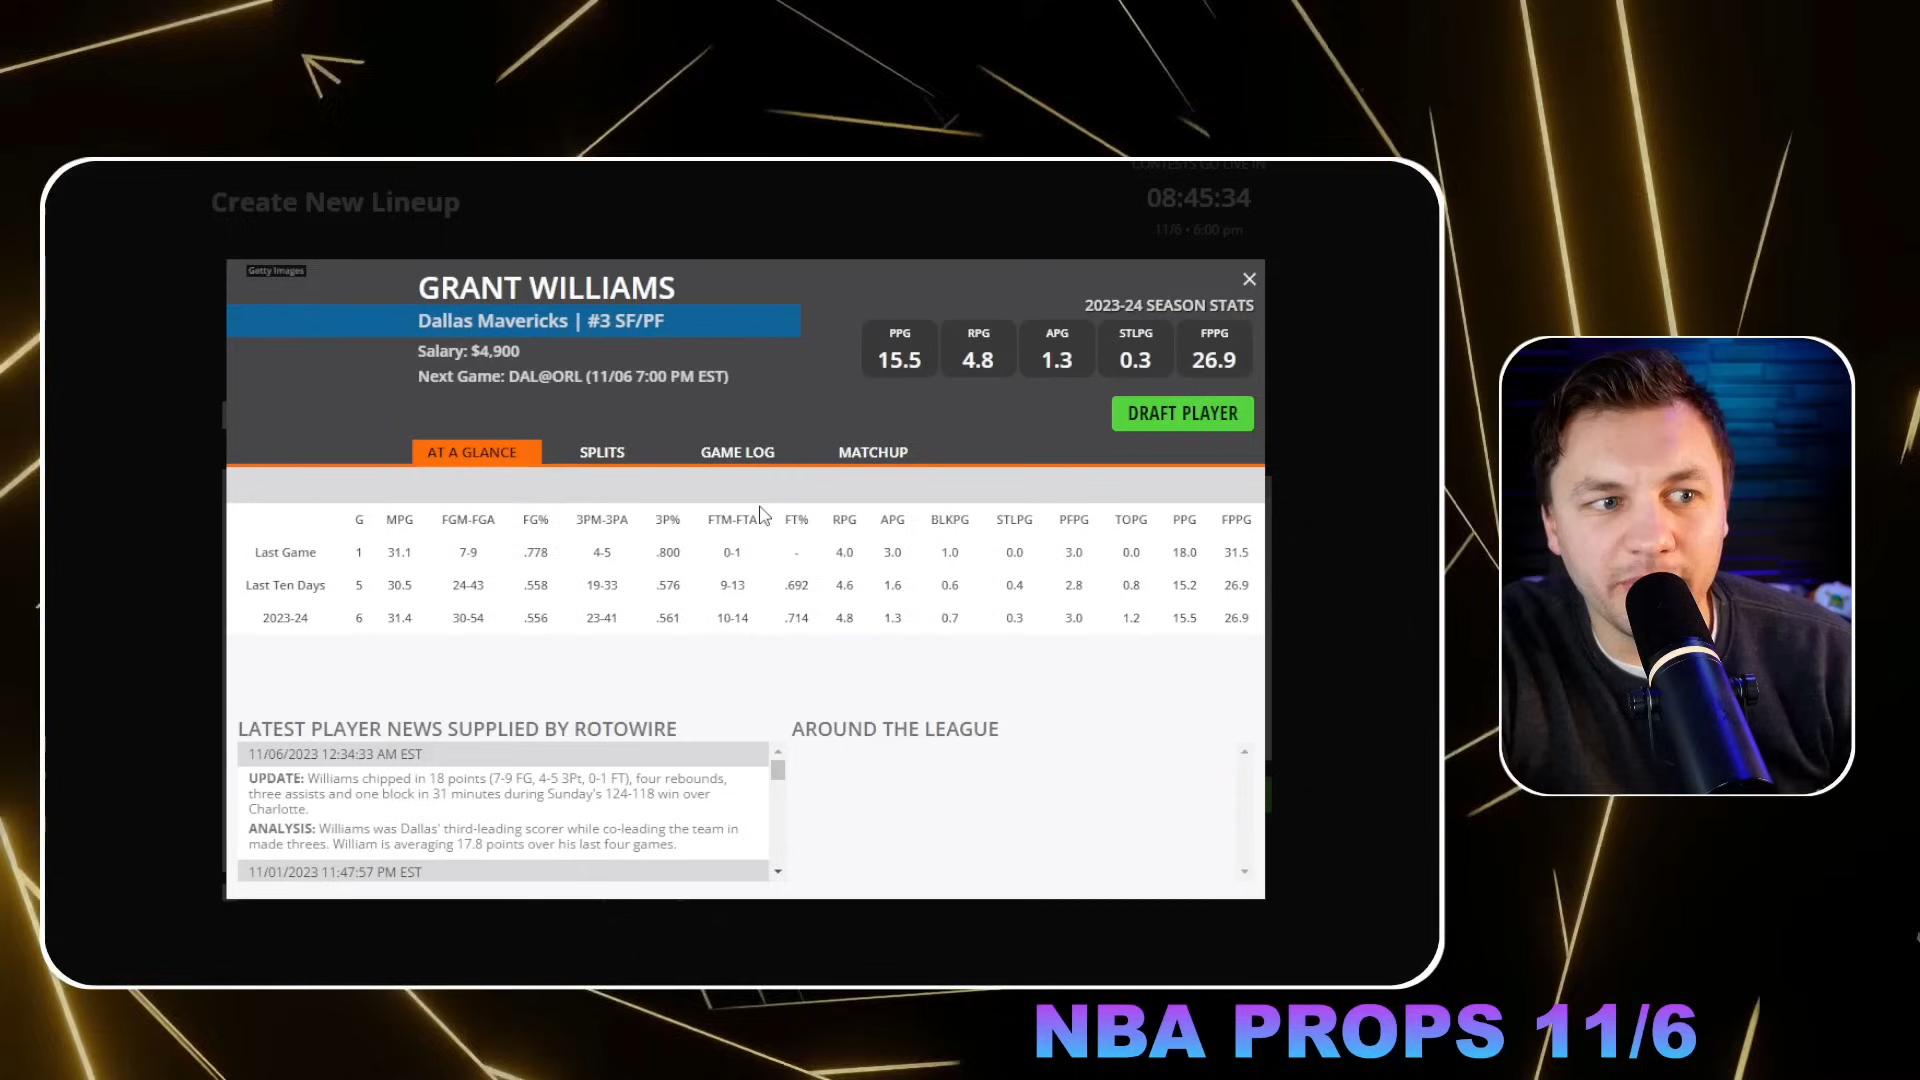 CONTESTS GO LIVE IN
Create New Lineup
08:45:34
11/6 • 6:00 pm
Getty Images
GRANT WILLIAMS
Dallas Mavericks | #3 SF/PF
Salary: $4,900
Next Game: DAL@ORL (11/06 7:00 PM EST)
2023-24 SEASON STATS
PPG RPG APG STLPG FPPG
15.5 4.8 1.3 0.3 26.9
DRAFT PLAYER
AT A GLANCE SPLITS GAME LOG MATCHUP
G MPG FGM-FGA FG% 3PM-3PA 3P% FTM-FTA FT% RPG APG BLKPG STLPG PFPG TOPG PPG FPPG
Last Game 1 31.1 7-9 .778 4-5 .800 0-1 - 4.0 3.0 1.0 0.0 3.0 0.0 18.0 31.5
Last Ten Days 5 30.5 24-43 .558 19-33 .576 9-13 .692 4.6 1.6 0.6 0.4 2.8 0.8 15.2 26.9
2023-24 6 31.4 30-54 .556 23-41 .561 10-14 .714 4.8 1.3 0.7 0.3 3.0 1.2 15.5 26.9
LATEST PLAYER NEWS SUPPLIED BY ROTOWIRE
11/06/2023 12:34:33 AM EST
UPDATE: Williams chipped in 18 points (7-9 FG, 4-5 3Pt, 0-1 FT), four rebounds,
three assists and one block in 31 minutes during Sunday's 124-118 win over
Charlotte.
ANALYSIS: Williams was Dallas' third-leading scorer while co-leading the team in
made threes. William is averaging 17.8 points over his last four games.
11/01/2023 11:47:57 PM EST
AROUND THE LEAGUE
NBA PROPS 11/6